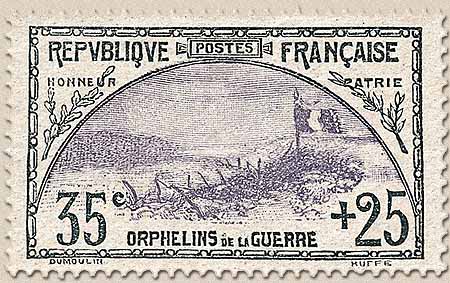 REPVBLIQVE POSTES FRANÇAISE
HONNEUR PATRIE
35c +25
ORPHELINS DE LA GUERRE
DUMOULIN RUFFE